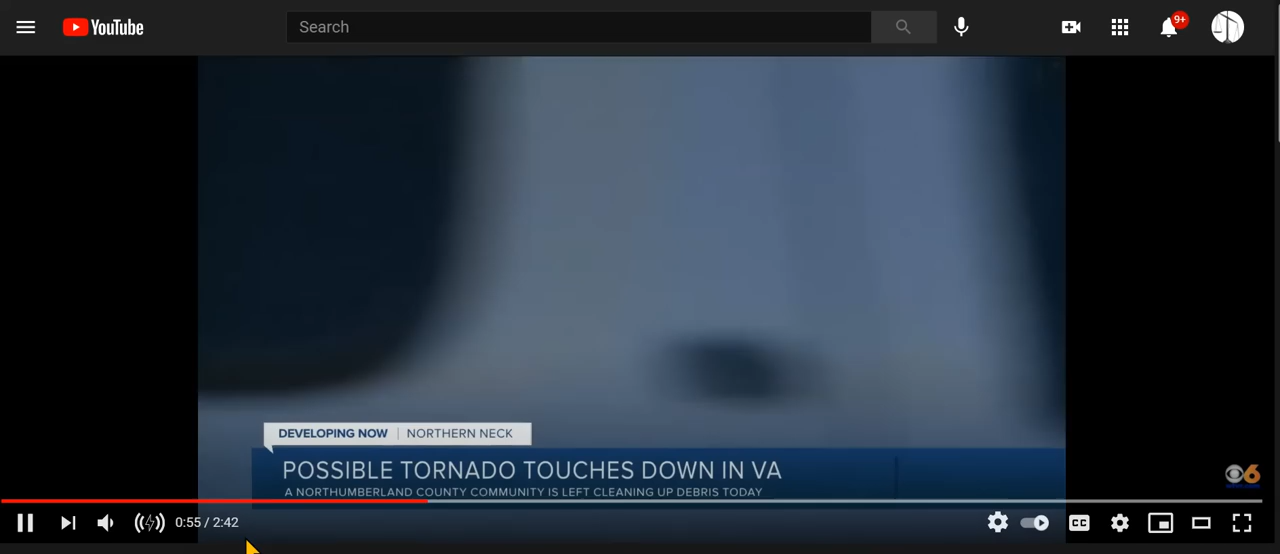 YouTube
Search
9+
DEVELOPING NOW | NORTHERN NECK
POSSIBLE TORNADO TOUCHES DOWN IN VA
A NORTHUMBERLAND COUNTY COMMUNITY IS LEFT CLEANING UP DEBRIS TODAY
6
0:55 / 2:42
CC